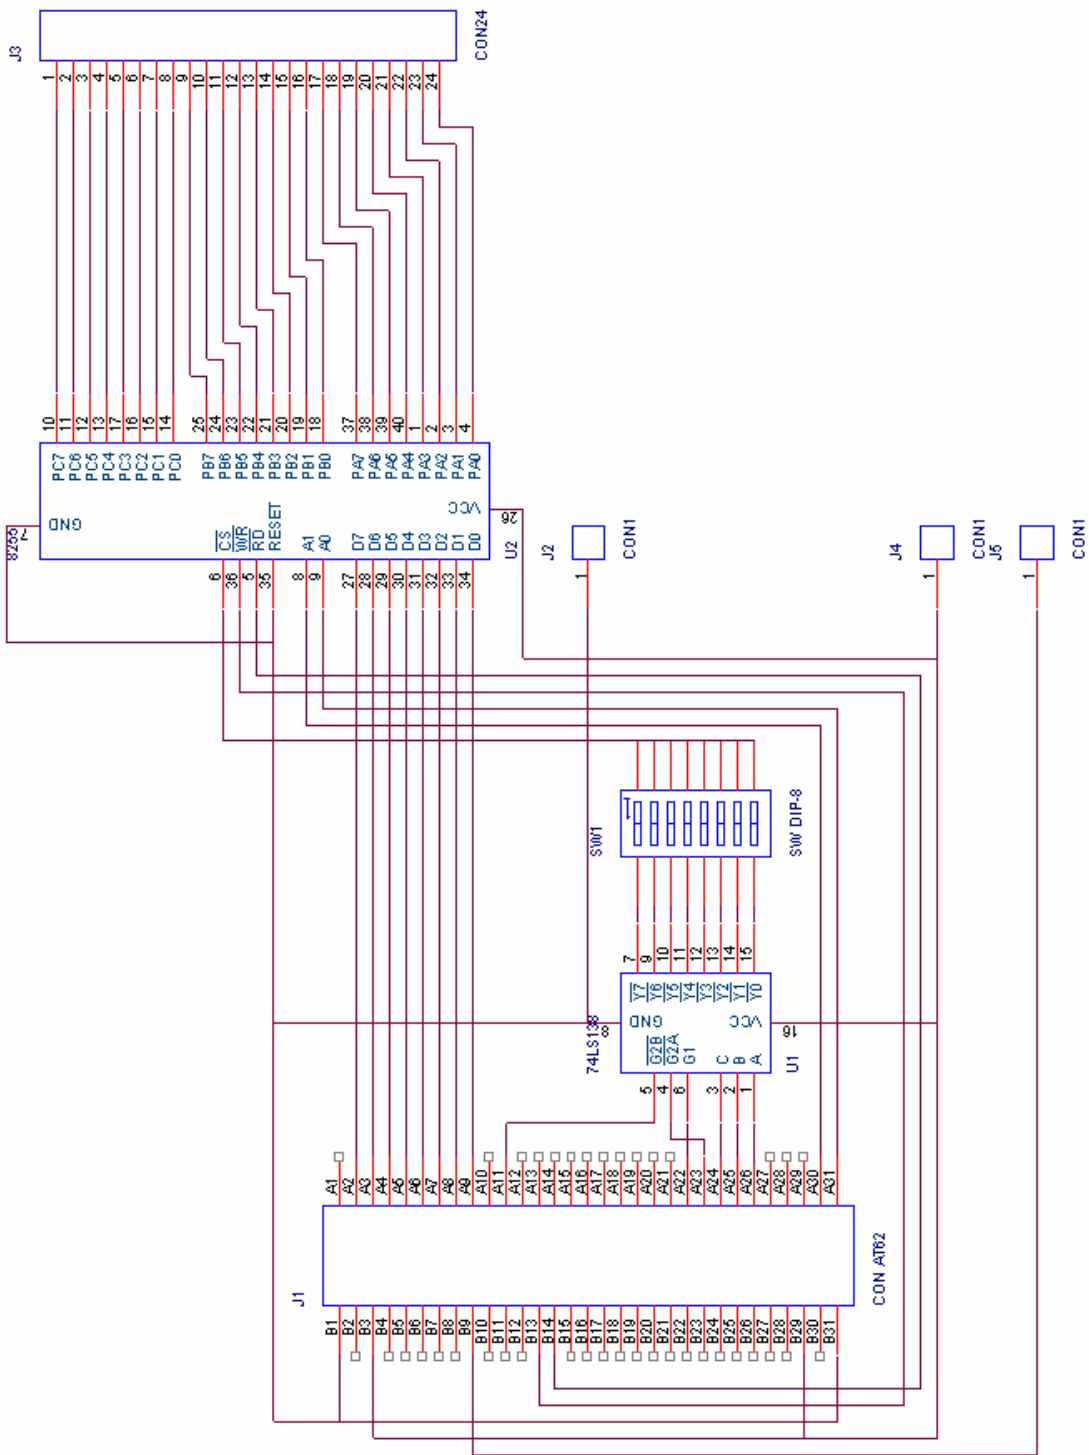 J3
CON24
1
2
3
4
5
6
7
8
9
10
11
12
13
14
15
16
17
18
19
20
21
22
23
24
10
11
12
13
17
16
15
14
25
24
23
22
21
20
19
18
37
38
39
40
1
2
3
4
PC7
PC6
PC5
PC4
PC3
PC2
PC1
PC0
PB7
PB6
PB5
PB4
PB3
PB2
PB1
PB0
PA7
PA6
PA5
PA4
PA3
PA2
PA1
PA0
GND
VCC
7
26
8255
CS
WR
RD
RESET
A1
A0
D7
D6
D5
D4
D3
D2
D1
D0
U2
6
36
5
35
8
9
27
28
29
30
31
32
33
34
J2
CON1
1
J4
CON1
1
J5
CON1
1
SW1
1
SW DIP-8
7
9
10
11
12
13
14
15
Y7
Y6
Y5
Y4
Y3
Y2
Y1
Y0
74LS138
GND
8
VCC
16
G2B
G2A
G1
C
B
A
U1
5
4
6
3
2
1
A1
A2
A3
A4
A5
A6
A7
A8
A9
A10
A11
A12
A13
A14
A15
A16
A17
A18
A19
A20
A21
A22
A23
A24
A25
A26
A27
A28
A29
A30
A31
J1
CON AT62
B1
B2
B3
B4
B5
B6
B7
B8
B9
B10
B11
B12
B13
B14
B15
B16
B17
B18
B19
B20
B21
B22
B23
B24
B25
B26
B27
B28
B29
B30
B31